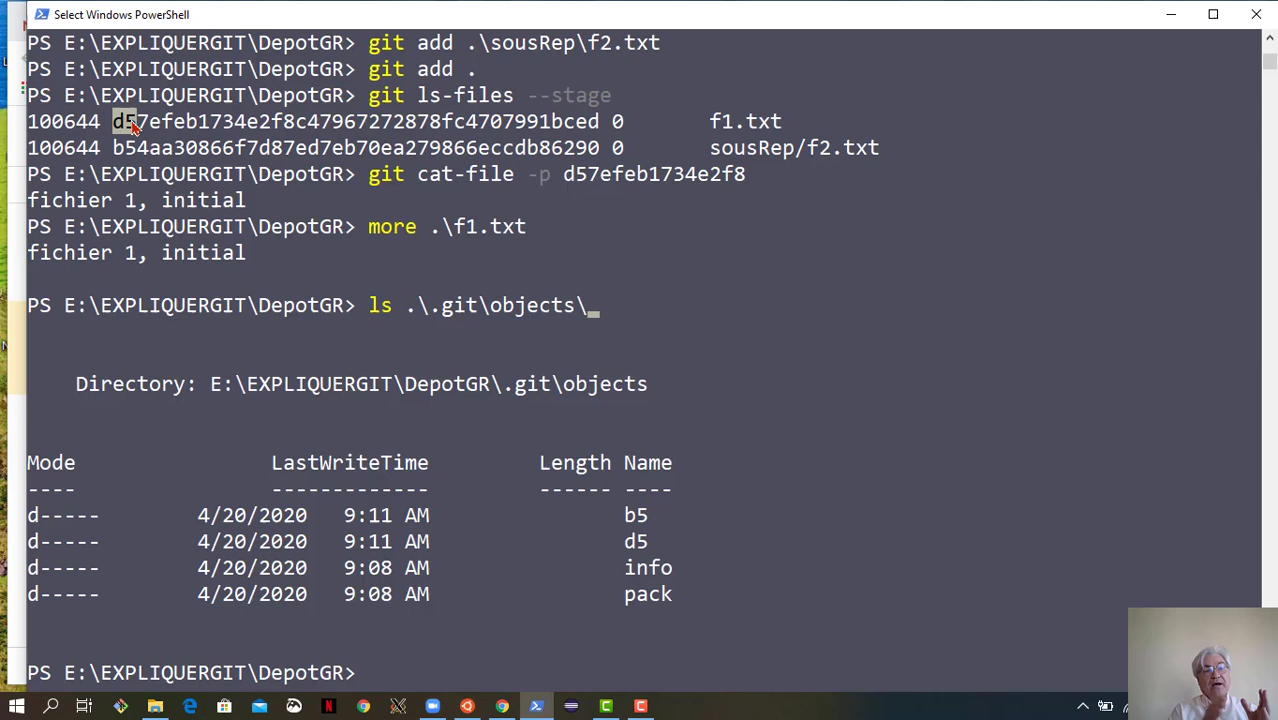 Select Windows PowerShell
PS E:\EXPLIQUERGIT\DepotGR> git add .\sousRep\f2.txt
PS E:\EXPLIQUERGIT\DepotGR> git add .
PS E:\EXPLIQUERGIT\DepotGR> git ls-files --stage
100644 d57efeb1734e2f8c47967272878fc4707991bced 0 f1.txt
100644 b54aa30866f7d87ed7eb70ea279866eccdb86290 0 sousRep/f2.txt
PS E:\EXPLIQUERGIT\DepotGR> git cat-file -p d57efeb1734e2f8
fichier 1, initial
PS E:\EXPLIQUERGIT\DepotGR> more .\f1.txt
fichier 1, initial
PS E:\EXPLIQUERGIT\DepotGR> ls .\.git\objects\_
Directory: E:\EXPLIQUERGIT\DepotGR\.git\objects
Mode LastWriteTime Length Name
---- ------------- ------ ----
d----- 4/20/2020 9:11 AM b5
d----- 4/20/2020 9:11 AM d5
d----- 4/20/2020 9:08 AM info
d----- 4/20/2020 9:08 AM pack
PS E:\EXPLIQUERGIT\DepotGR>